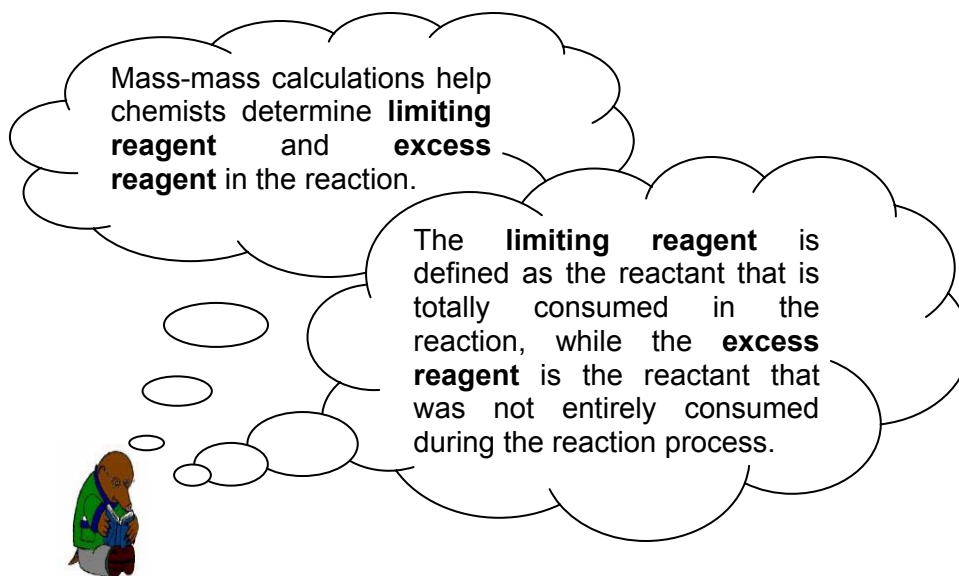 Mass-mass calculations help
chemists determine limiting
reagent and excess
reagent in the reaction.
The limiting reagent is
defined as the reactant that is
totally consumed in the
reaction, while the excess
reagent is the reactant that
was not entirely consumed
during the reaction process.